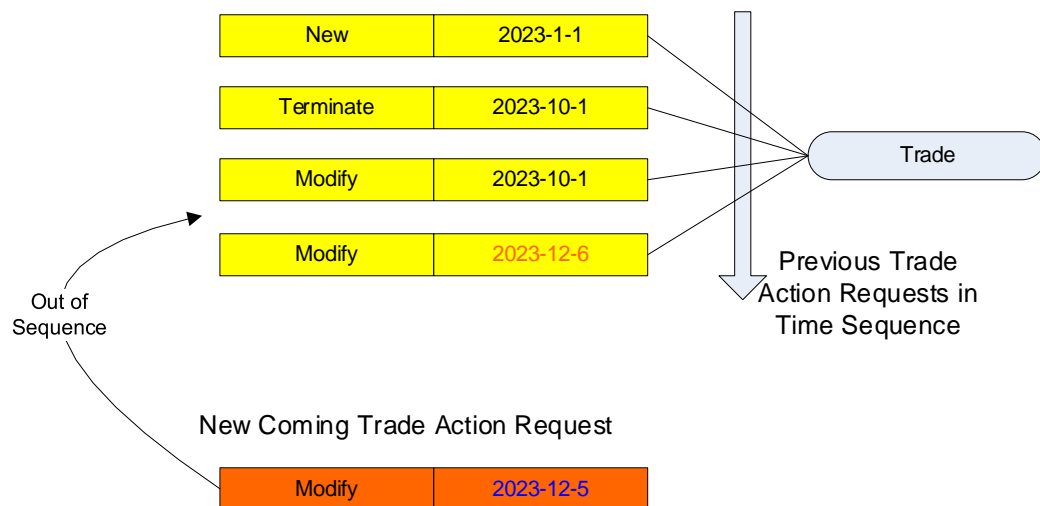 New 2023-1-1
Terminate 2023-10-1
Trade
Modify 2023-10-1
Modify 2023-12-6
Previous Trade
Action Requests in
Time Sequence
Out of
Sequence
New Coming Trade Action Request
Modify 2023-12-5